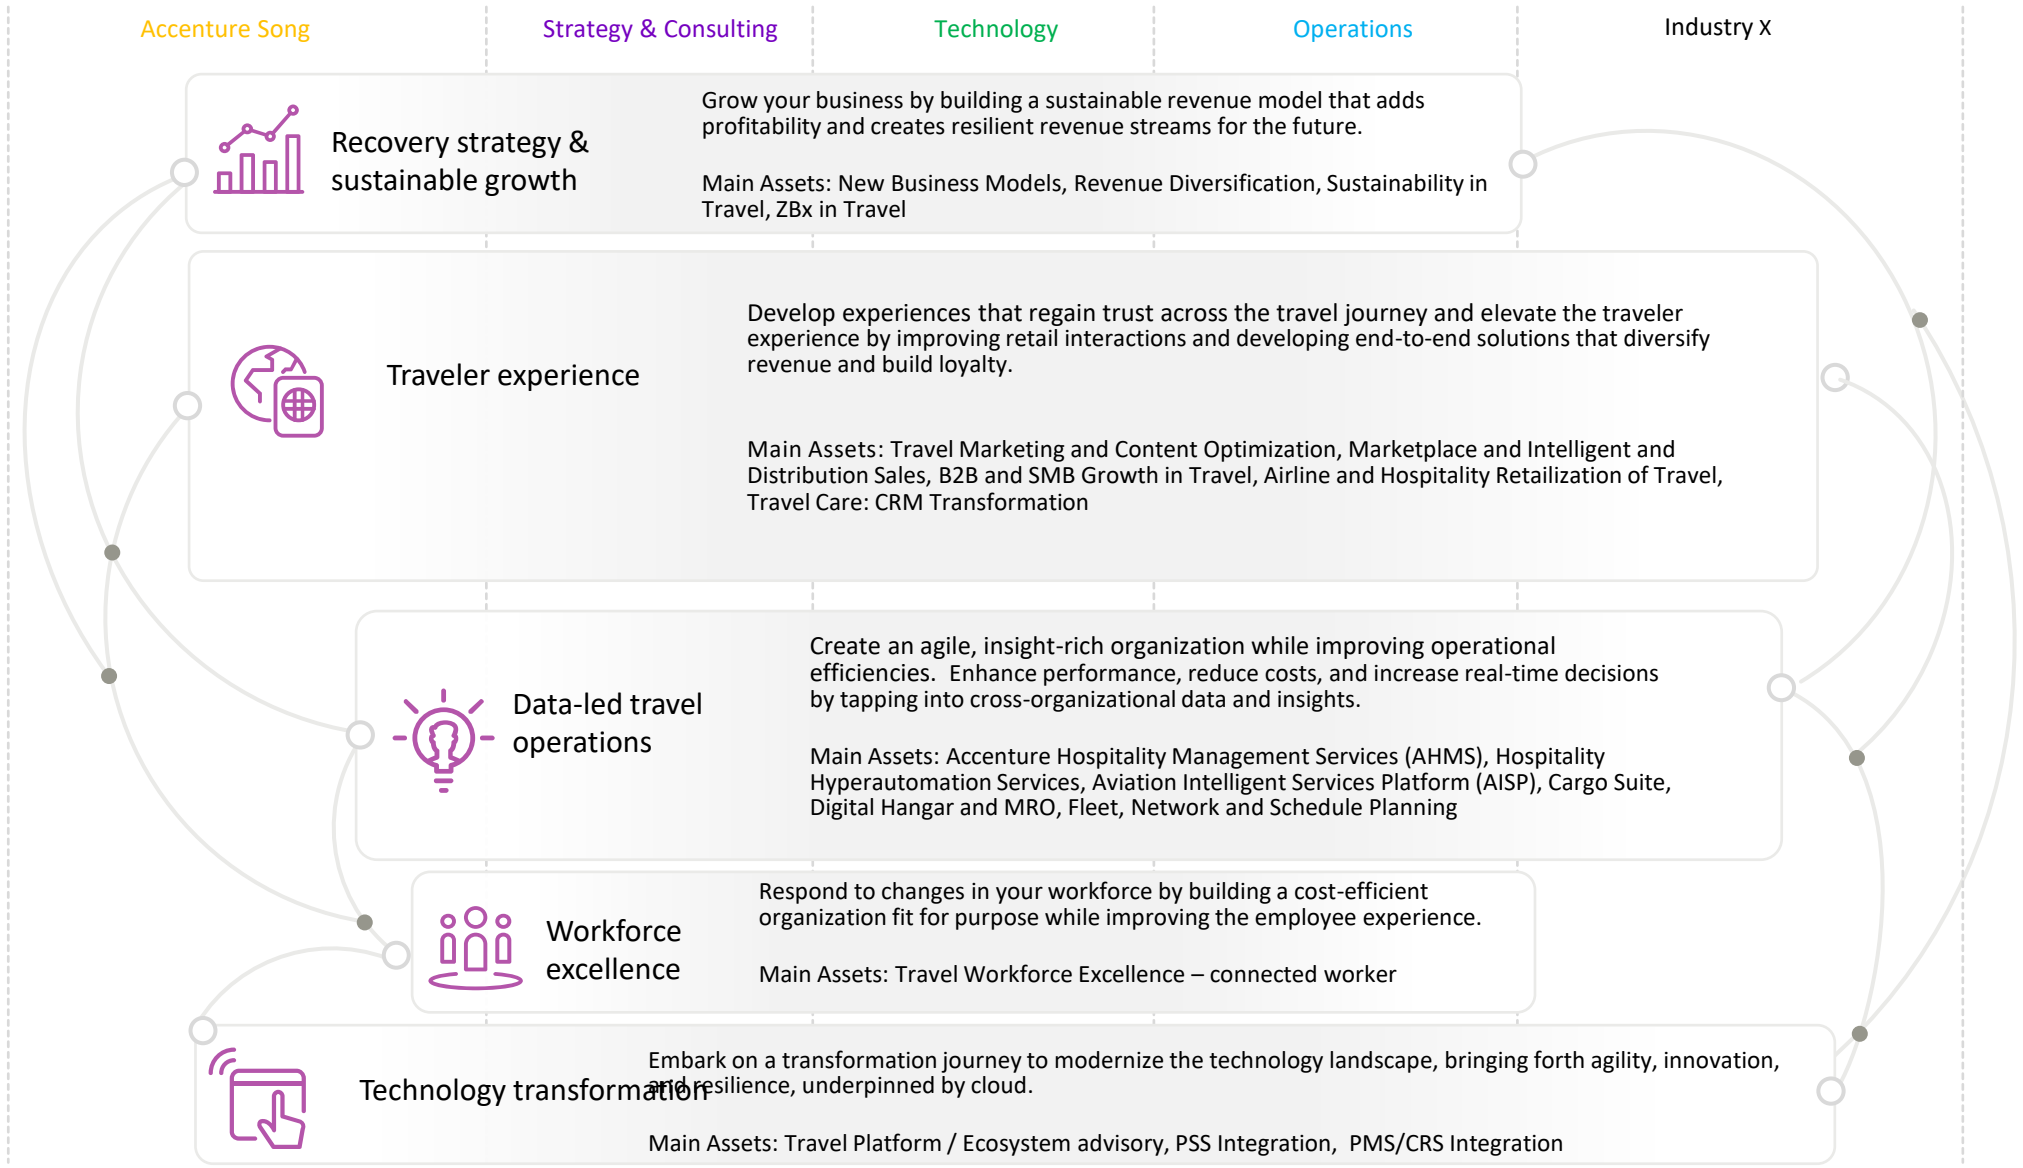 Accenture Song
Strategy & Consulting
Technology
Operations
Industry X
Recovery strategy &
sustainable growth
Grow your business by building a sustainable revenue model that adds
profitability and creates resilient revenue streams for the future.
Main Assets: New Business Models, Revenue Diversification, Sustainability in
Travel, ZBx in Travel
Traveler experience
Develop experiences that regain trust across the travel journey and elevate the traveler
experience by improving retail interactions and developing end-to-end solutions that diversify
revenue and build loyalty.
Main Assets: Travel Marketing and Content Optimization, Marketplace and Intelligent and
Distribution Sales, B2B and SMB Growth in Travel, Airline and Hospitality Retailization of Travel,
Travel Care: CRM Transformation
Data-led travel
operations
Create an agile, insight-rich organization while improving operational
efficiencies.  Enhance performance, reduce costs, and increase real-time decisions
by tapping into cross-organizational data and insights.
Main Assets: Accenture Hospitality Management Services (AHMS), Hospitality
Hyperautomation Services, Aviation Intelligent Services Platform (AISP), Cargo Suite,
Digital Hangar and MRO, Fleet, Network and Schedule Planning
Workforce
excellence
Respond to changes in your workforce by building a cost-efficient
organization fit for purpose while improving the employee experience.
Main Assets: Travel Workforce Excellence – connected worker
Technology transformation
Embark on a transformation journey to modernize the technology landscape, bringing forth agility, innovation,
and resilience, underpinned by cloud.
Main Assets: Travel Platform / Ecosystem advisory, PSS Integration,  PMS/CRS Integration